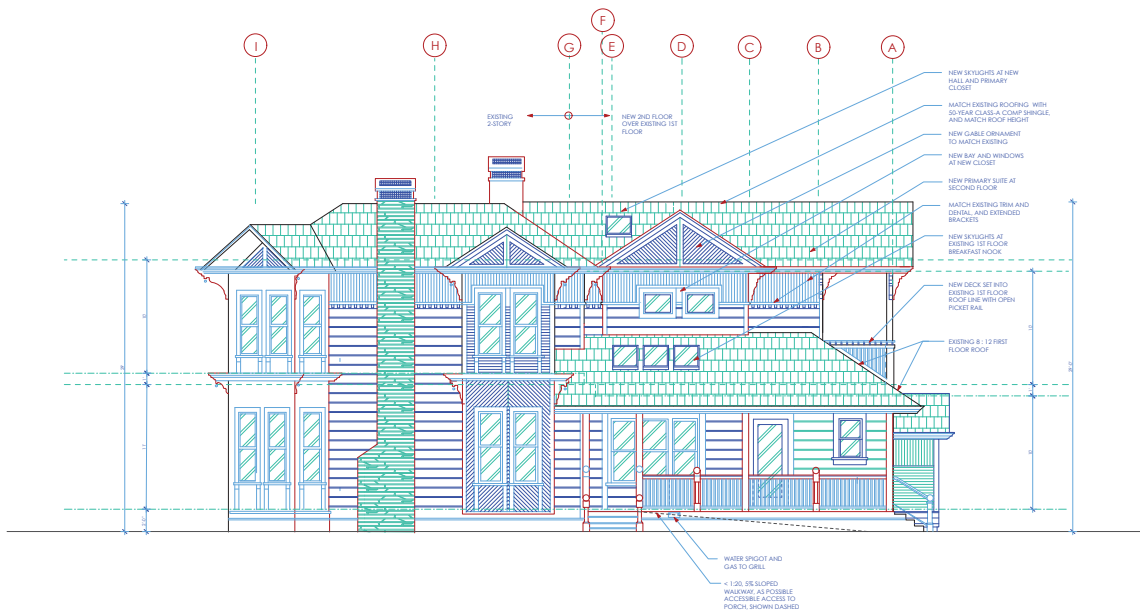 F
I
H
G
E
D
C
B
A
NEW SKYLIGHTS AT NEW
HALL AND PRIMARY
CLOSET
MATCH EXISTING ROOFING WITH
50-YEAR CLASS-A COMP SHINGLE,
AND MATCH ROOF HEIGHT
EXISTING
2-STORY
NEW 2ND FLOOR
OVER EXISTING 1ST
FLOOR
NEW GABLE ORNAMENT
TO MATCH EXISTING
NEW BAY AND WINDOWS
AT NEW CLOSET
NEW PRIMARY SUITE AT
SECOND FLOOR
MATCH EXISTING TRIM AND
DENTAL, AND EXTENDED
BRACKETS
NEW SKYLIGHTS AT
EXISTING 1ST FLOOR
BREAKFAST NOOK
NEW DECK SET INTO
EXISTING 1ST FLOOR
ROOF LINE WITH OPEN
PICKET RAIL
EXISTING 8 : 12 FIRST
FLOOR ROOF
WATER SPIGOT AND
GAS TO GRILL
< 1:20, 5% SLOPED
WALKWAY, AS POSSIBLE
ACCESSIBLE ACCESS TO
PORCH, SHOWN DASHED